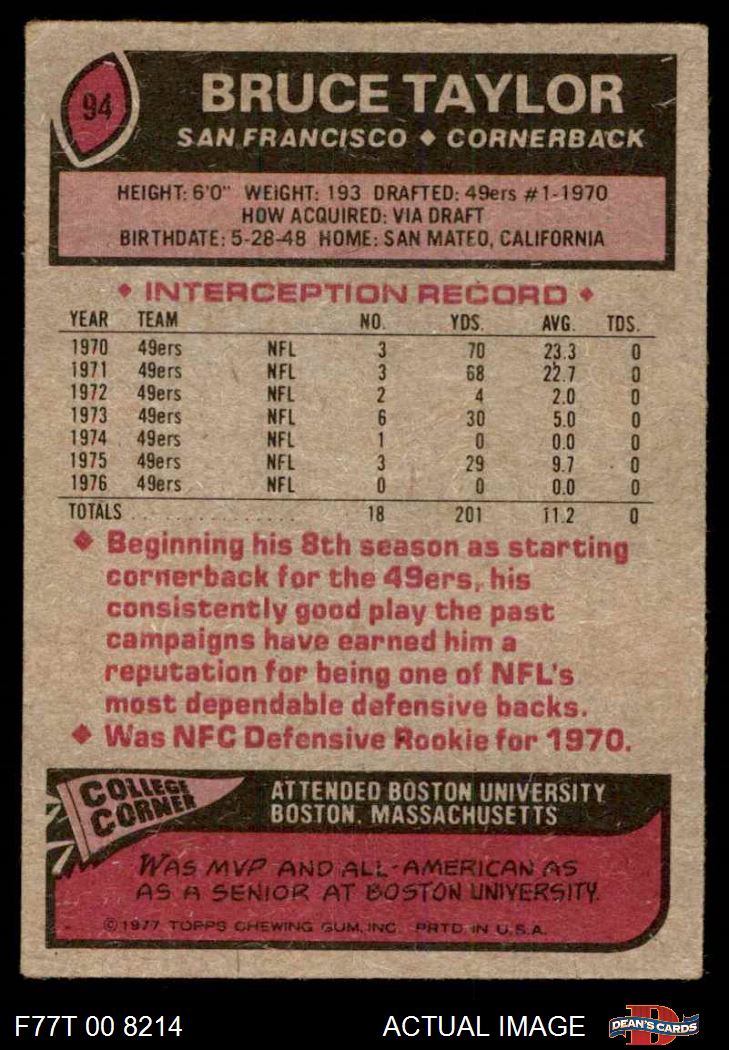 94
BRUCE TAYLOR
SAN FRANCISCO ♦ CORNERBACK
HEIGHT: 6'0" WEIGHT: 193 DRAFTED: 49ers #1-1970
HOW ACQUIRED: VIA DRAFT
BIRTHDATE: 5-28-48 HOME: SAN MATEO, CALIFORNIA
♦ INTERCEPTION RECORD ♦
YEAR TEAM NO. YDS. AVG. TDS.
1970 49ers NFL 3 70 23.3 0
1971 49ers NFL 3 68 22.7 0
1972 49ers NFL 2 4 2.0 0
1973 49ers NFL 6 30 5.0 0
1974 49ers NFL 1 0 0.0 0
1975 49ers NFL 3 29 9.7 0
1976 49ers NFL 0 0 0.0 0
TOTALS ................ 18 201 11.2 0
♦ Beginning his 8th season as starting
cornerback for the 49ers, his
consistently good play the past
campaigns have earned him a
reputation for being one of NFL's
most dependable defensive backs.
♦ Was NFC Defensive Rookie for 1970.
COLLEGE
CORNER
ATTENDED BOSTON UNIVERSITY
BOSTON, MASSACHUSETTS
WAS MVP AND ALL-AMERICAN AS
AS A SENIOR AT BOSTON UNIVERSITY.
©1977 TOPPS CHEWING GUM, INC. PRTD IN U.S.A.
F77T 00 8214
ACTUAL IMAGE
D
DEAN'S CARDS